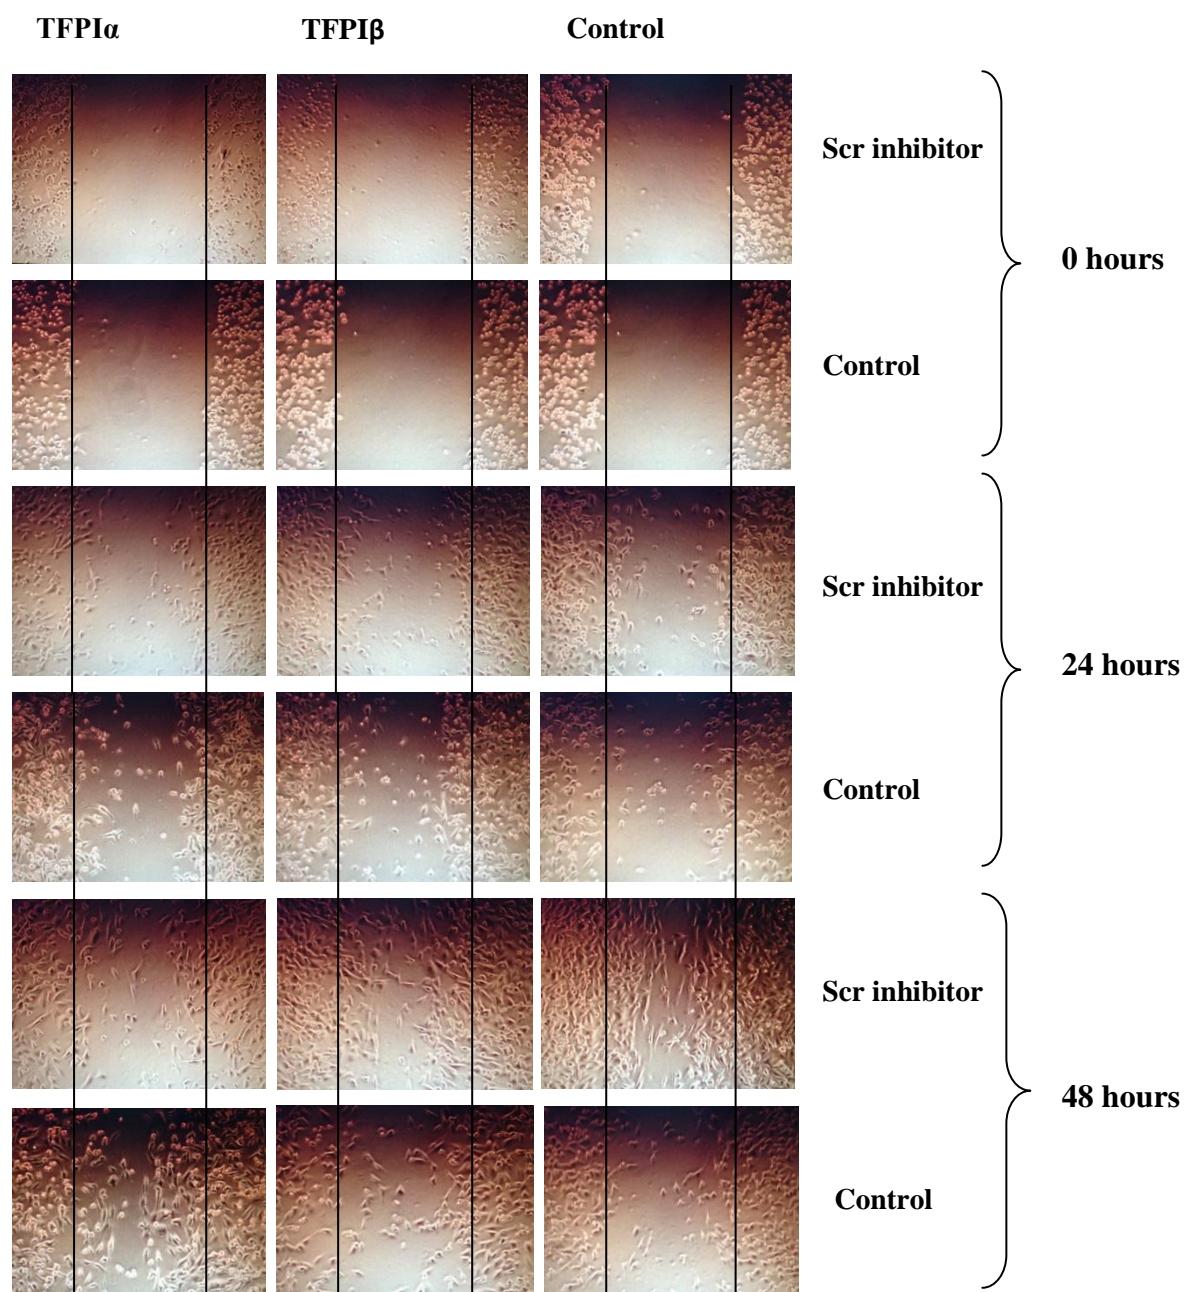 TFPIα
TFPIβ
Control
Scr inhibitor
0 hours
Control
Scr inhibitor
24 hours
Control
Scr inhibitor
48 hours
Control